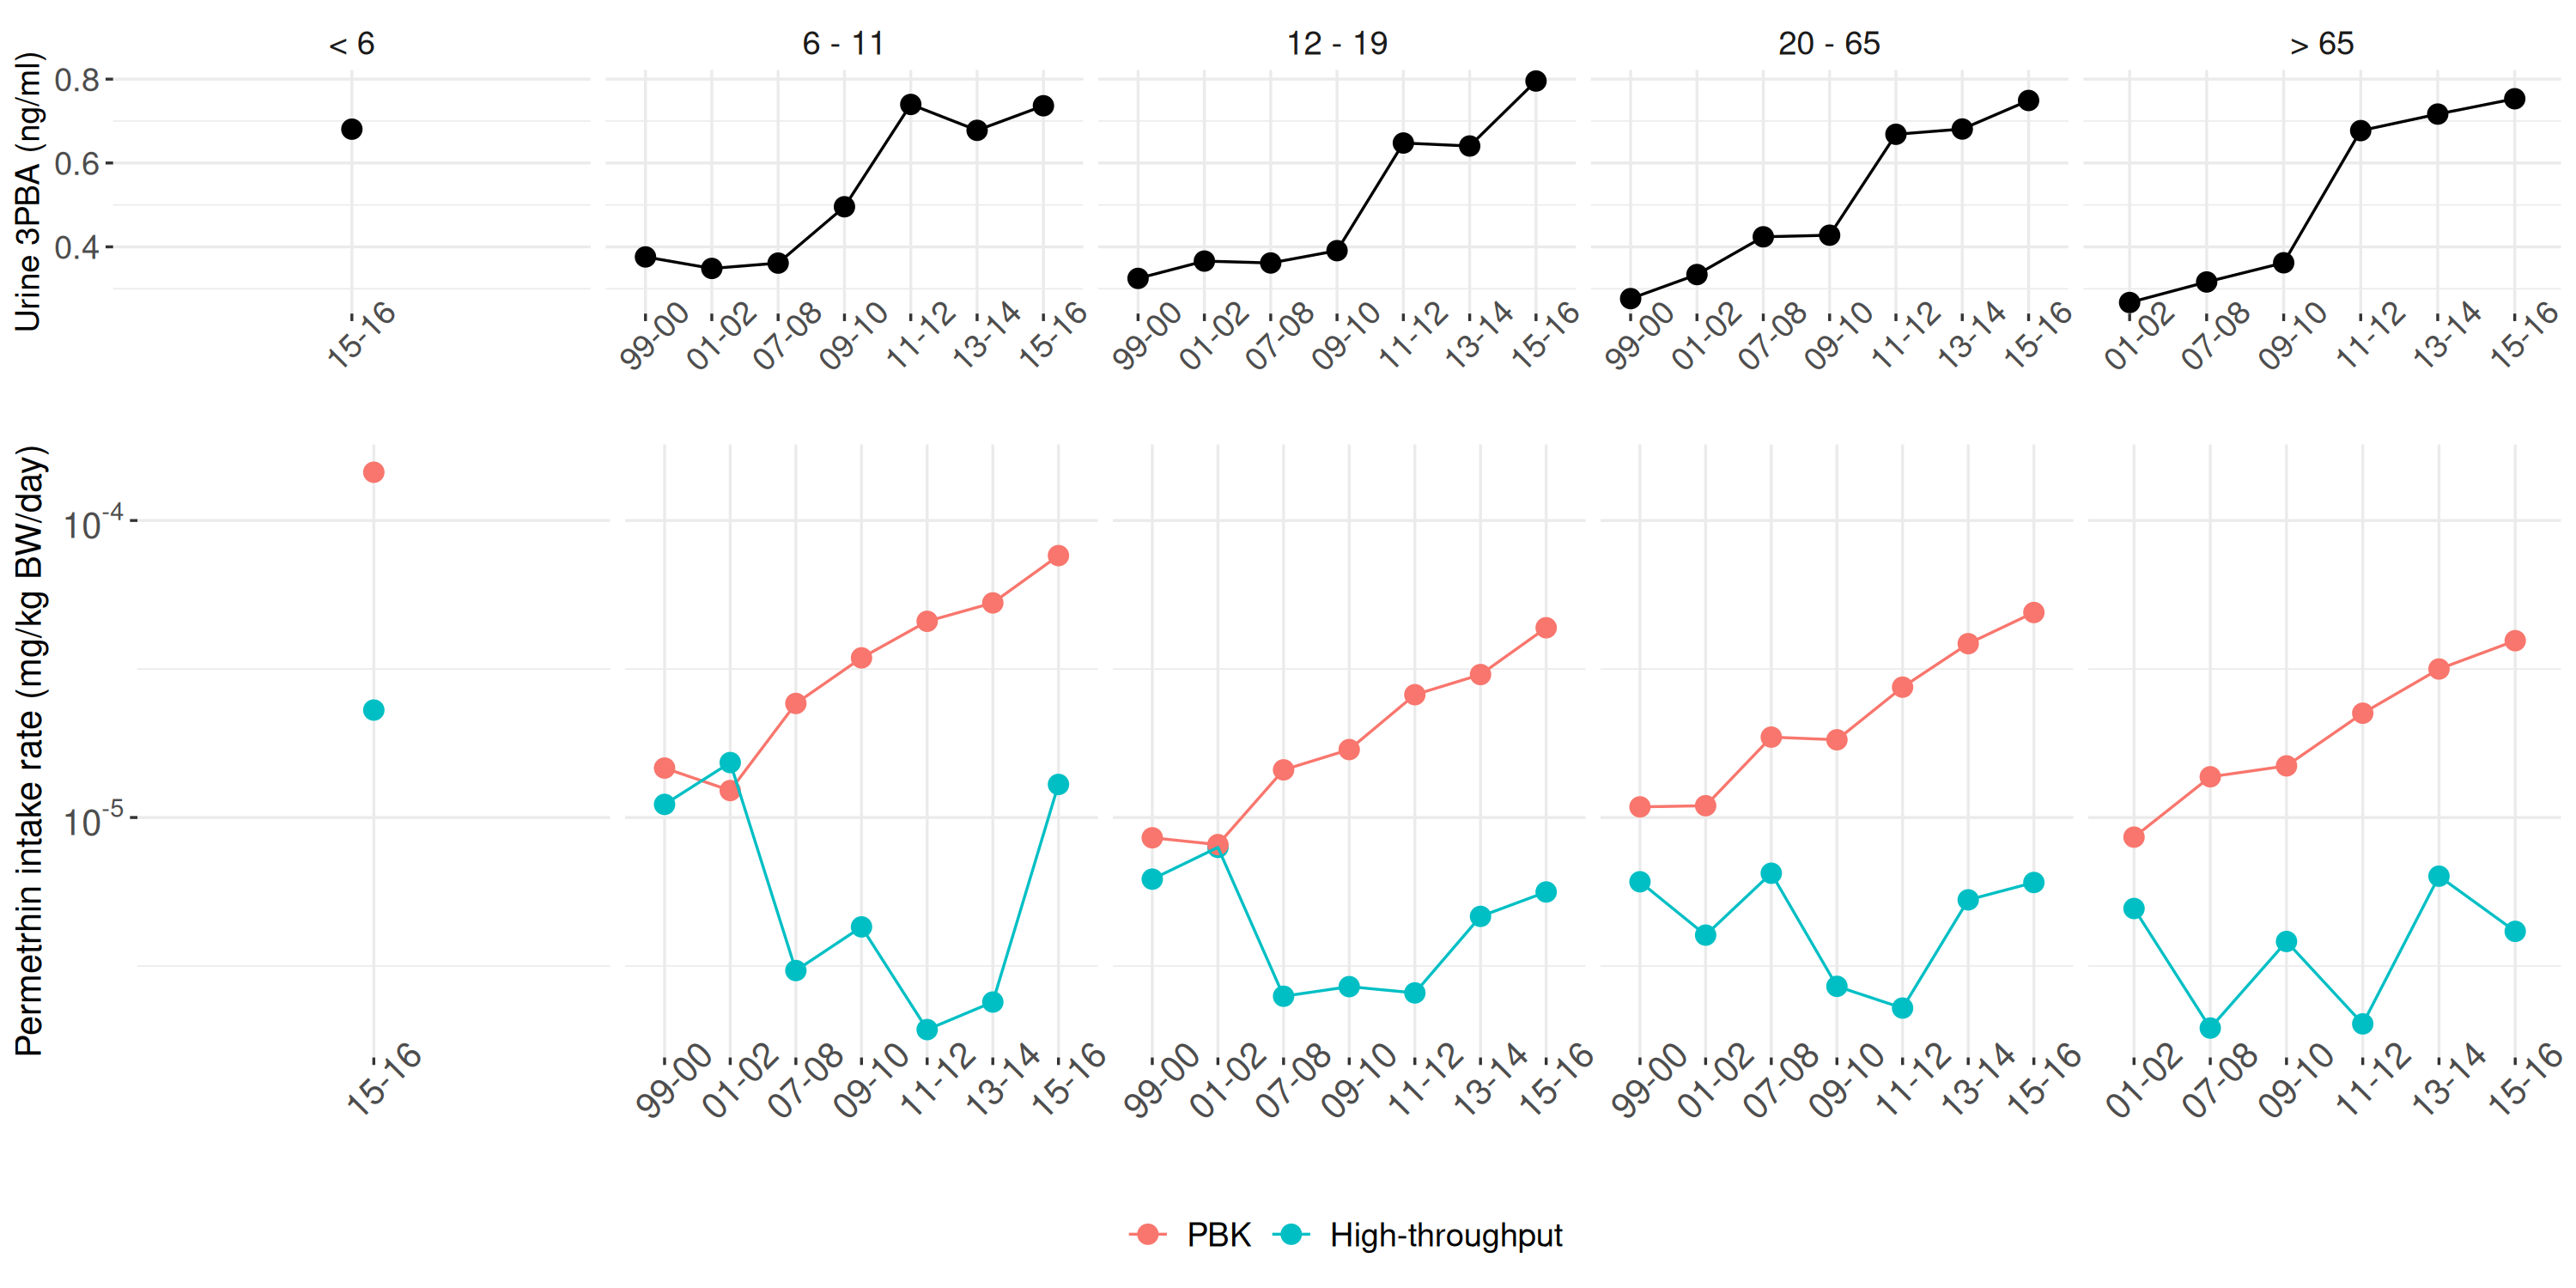 < 6 6 - 11 12 - 19 20 - 65 > 65
Urine 3PBA (ng/ml)
0.8
0.6
0.4
15-16 99-00 01-02 07-08 09-10 11-12 13-14 15-16 99-00 01-02 07-08 09-10 11-12 13-14 15-16 99-00 01-02 07-08 09-10 11-12 13-14 15-16 01-02 07-08 09-10 11-12 13-14 15-16
Permetrhin intake rate (mg/kg BW/day)
10-4
10-5
15-16 99-00 01-02 07-08 09-10 11-12 13-14 15-16 99-00 01-02 07-08 09-10 11-12 13-14 15-16 99-00 01-02 07-08 09-10 11-12 13-14 15-16 01-02 07-08 09-10 11-12 13-14 15-16
PBK High-throughput